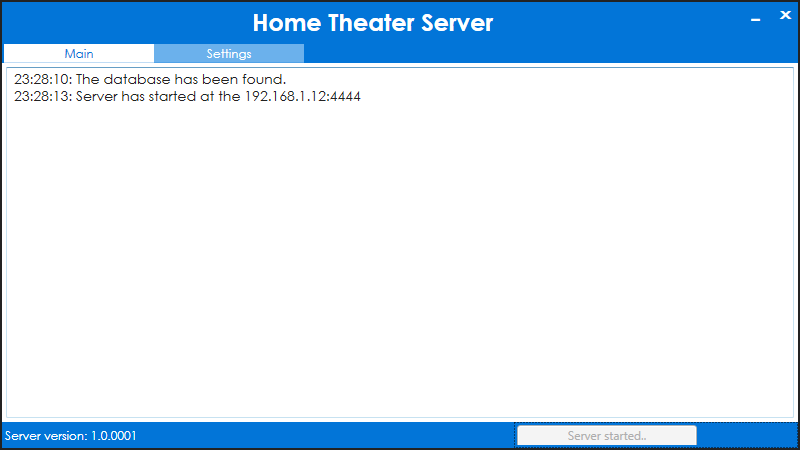 Home Theater Server
Main
Settings
23:28:10: The database has been found.
23:28:13: Server has started at the 192.168.1.12:4444
Server version: 1.0.0001
Server started..